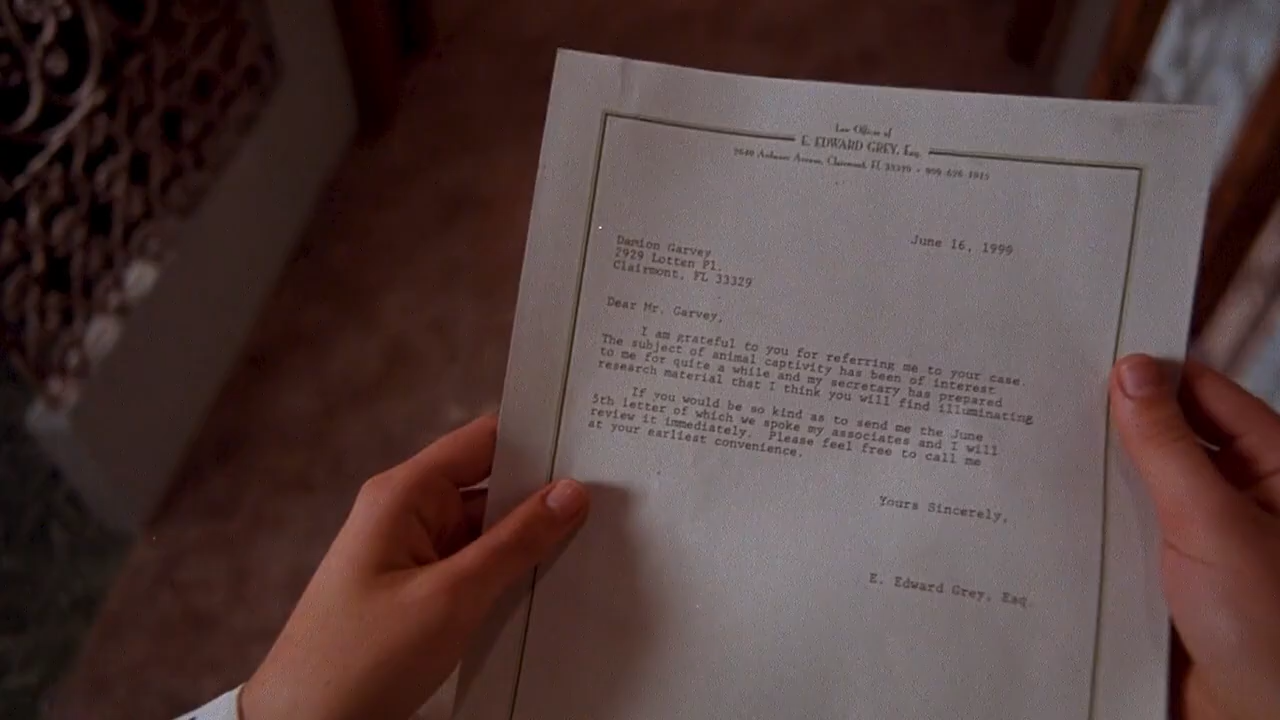 Law Offices of
E. EDWARD GREY, Esq.
Avenue, Clairmont, FL
June 16, 1999
Damion Garvey
2929 Lotten Pl.
Clairmont, FL 33329
Dear Mr. Garvey,
I am grateful to you for referring me to your case.
The subject of animal captivity has been of interest
to me for quite a while and my secretary has prepared
research material that I think you will find illuminating
If you would be so kind as to send me the June
5th letter of which we spoke my associates and I will
review it immediately. Please feel free to call me
at your earliest convenience.
Yours Sincerely,
E. Edward Grey, Esq